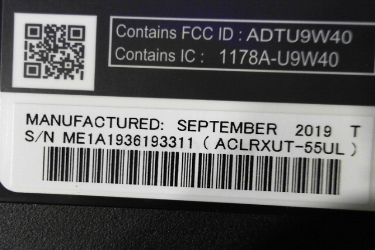 Contains FCC ID : ADTU9W40
Contains IC : 1178A-U9W40
MANUFACTURED: SEPTEMBER 2019 T
S/N ME1A1936193311 ( ACLRXUT-55UL )